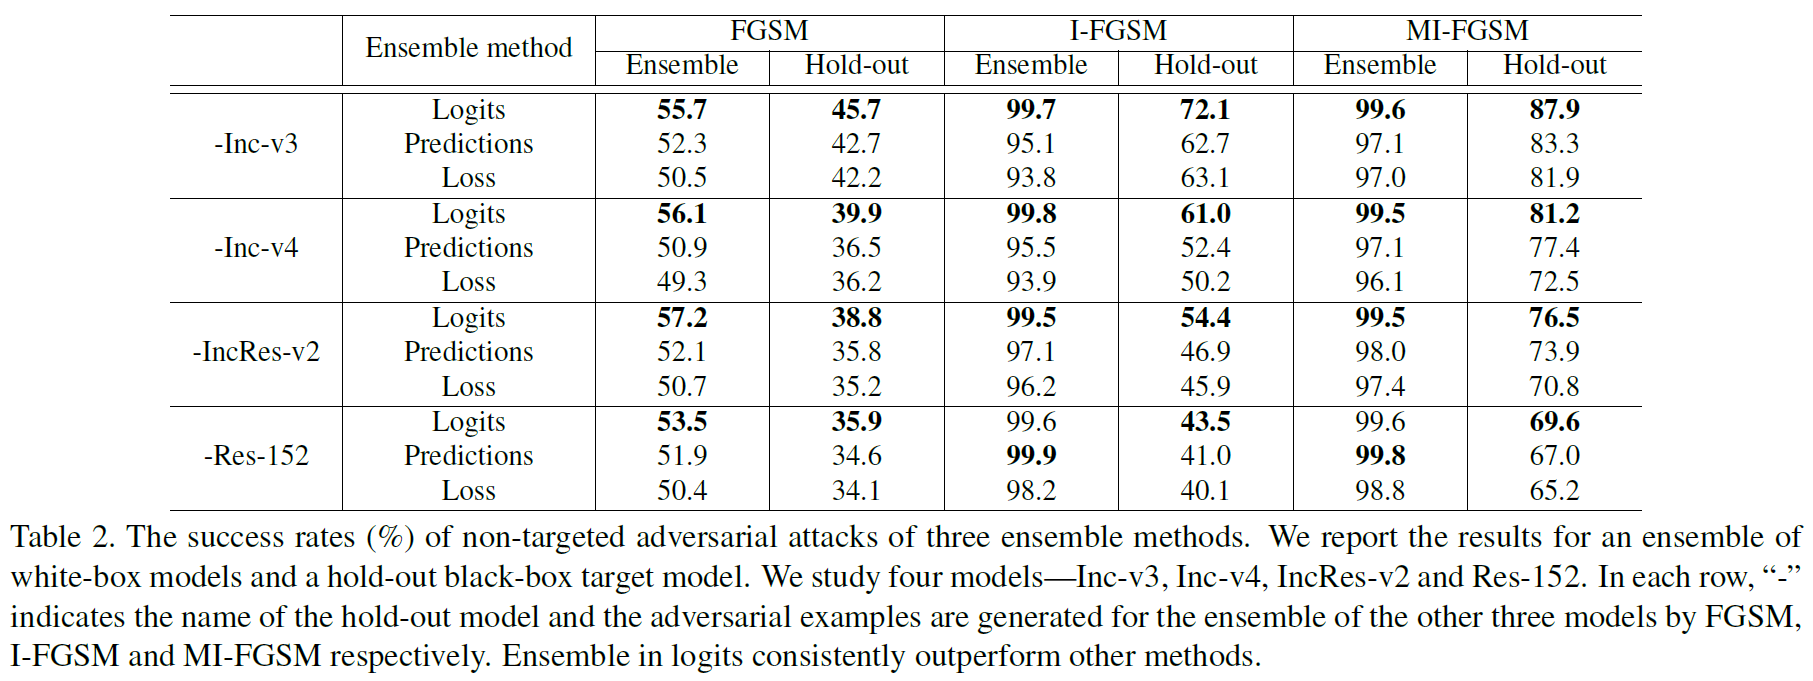 Ensemble method FGSM I-FGSM MI-FGSM
Ensemble Hold-out Ensemble Hold-out Ensemble Hold-out
-Inc-v3 Logits 55.7 45.7 99.7 72.1 99.6 87.9
Predictions 52.3 42.7 95.1 62.7 97.1 83.3
Loss 50.5 42.2 93.8 63.1 97.0 81.9
-Inc-v4 Logits 56.1 39.9 99.8 61.0 99.5 81.2
Predictions 50.9 36.5 95.5 52.4 97.1 77.4
Loss 49.3 36.2 93.9 50.2 96.1 72.5
-IncRes-v2 Logits 57.2 38.8 99.5 54.4 99.5 76.5
Predictions 52.1 35.8 97.1 46.9 98.0 73.9
Loss 50.7 35.2 96.2 45.9 97.4 70.8
-Res-152 Logits 53.5 35.9 99.6 43.5 99.6 69.6
Predictions 51.9 34.6 99.9 41.0 99.8 67.0
Loss 50.4 34.1 98.2 40.1 98.8 65.2
Table 2. The success rates (%) of non-targeted adversarial attacks of three ensemble methods. We report the results for an ensemble of
white-box models and a hold-out black-box target model. We study four models—Inc-v3, Inc-v4, IncRes-v2 and Res-152. In each row, “-”
indicates the name of the hold-out model and the adversarial examples are generated for the ensemble of the other three models by FGSM,
I-FGSM and MI-FGSM respectively. Ensemble in logits consistently outperform other methods.